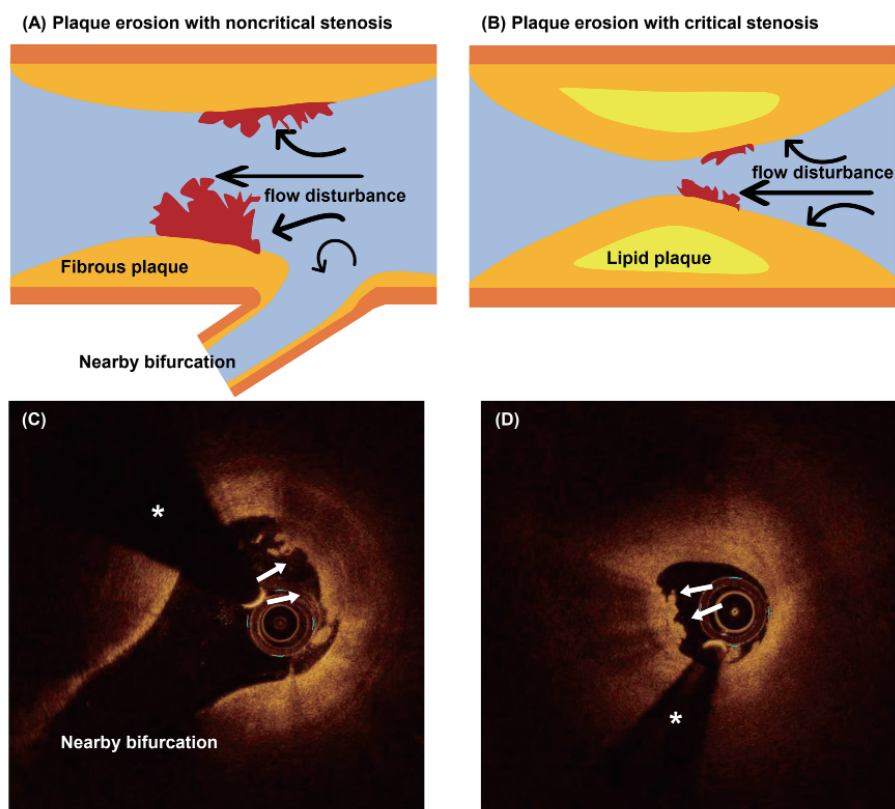 (A) Plaque erosion with noncritical stenosis
flow disturbance
Fibrous plaque
Nearby bifurcation
(B) Plaque erosion with critical stenosis
flow disturbance
Lipid plaque
(C)
*
Nearby bifurcation
(D)
*